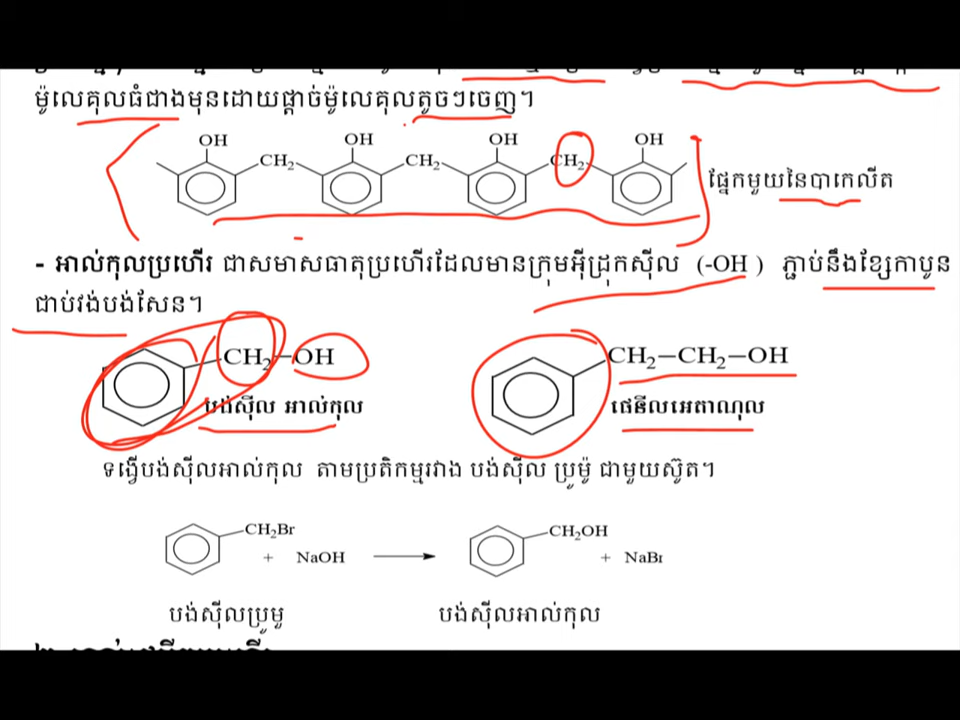 ម៉ូលេគុលធំជាងមុនដោយផ្តាច់ម៉ូលេគុលតូចៗចេញ។
OH OH OH OH
CH2 CH2 CH2
ផ្នែកមួយនៃបាកេលីត
- អាល់កុលប្រហើរ ជាសមាសធាតុប្រហើរដែលមានក្រុមអ៊ីដ្រុកស៊ីល (-OH ) ភ្ជាប់នឹងខ្សែកាបូន
ជាប់វង់បង់សែន។
CH2–OH CH2–CH2–OH
បង់ស៊ីល អាល់កុល ផេនីលអេតាណុល
ទង្វើបង់ស៊ីលអាល់កុល តាមប្រតិកម្មរវាង បង់ស៊ីល ប្រូម៉ូ ជាមួយស៊ូត។
CH2Br CH2OH
+ NaOH + NaBr
បង់ស៊ីលប្រូមួ បង់ស៊ីលអាល់កុល